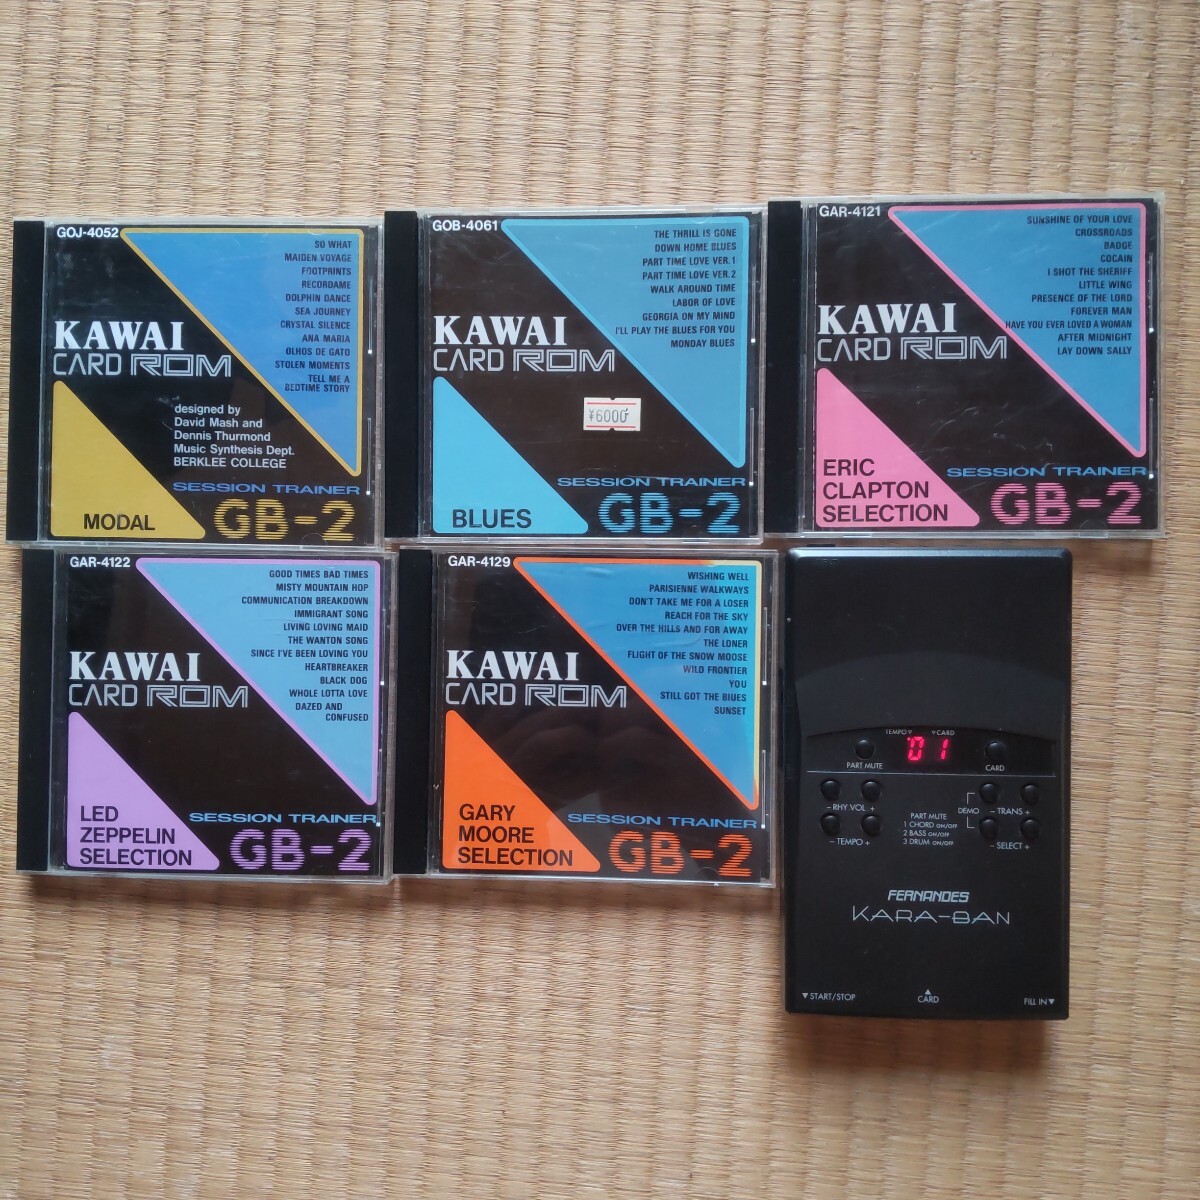 GOJ-4052
SO WHAT
MAIDEN VOYAGE
FOOTPRINTS
RECORDAME
DOLPHIN DANCE
SEA JOURNEY
CRYSTAL SILENCE
ANA MARIA
OLHOS DE GATO
STOLEN MOMENTS
TELL ME A
BEDTIME STORY
KAWAI
CARD ROM
designed by
David Mash and
Dennis Thurmond
Music Synthesis Dept.
BERKLEE COLLEGE
SESSION TRAINER
MODAL
GB-2
GOB-4061
THE THRILL IS GONE
DOWN HOME BLUES
PART TIME LOVE VER.1
PART TIME LOVE VER.2
WALK AROUND TIME
LABOR OF LOVE
GEORGIA ON MY MIND
I'LL PLAY THE BLUES FOR YOU
MONDAY BLUES
KAWAI
CARD ROM
¥6000
SESSION TRAINER
BLUES
GB-2
GAR-4121
SUNSHINE OF YOUR LOVE
CROSSROADS
BADGE
COCAIN
I SHOT THE SHERIFF
LITTLE WING
PRESENCE OF THE LORD
FOREVER MAN
HAVE YOU EVER LOVED A WOMAN
AFTER MIDNIGHT
LAY DOWN SALLY
KAWAI
CARD ROM
ERIC
CLAPTON
SELECTION
SESSION TRAINER
GB-2
GAR-4122
GOOD TIMES BAD TIMES
MISTY MOUNTAIN HOP
COMMUNICATION BREAKDOWN
IMMIGRANT SONG
LIVING LOVING MAID
THE WANTON SONG
SINCE I'VE BEEN LOVING YOU
HEARTBREAKER
BLACK DOG
WHOLE LOTTA LOVE
DAZED AND
CONFUSED
KAWAI
CARD ROM
LED
ZEPPELIN
SELECTION
SESSION TRAINER
GB-2
GAR-4129
WISHING WELL
PARISIENNE WALKWAYS
DON'T TAKE ME FOR A LOSER
REACH FOR THE SKY
OVER THE HILLS AND FOR AWAY
THE LONER
FLIGHT OF THE SNOW MOOSE
WILD FRONTIER
YOU
STILL GOT THE BIUES
SUNSET
KAWAI
CARD ROM
GARY
MOORE
SELECTION
SESSION TRAINER
GB-2
TEMPO▽ ▽CARD
01
PART MUTE
CARD
- RHY VOL +
DEMO
- TRANS +
- TEMPO +
- SELECT +
PART MUTE
1 CHORD ON/OFF
2 BASS ON/OFF
3 DRUM ON/OFF
FERNANDES
KARA-BAN
▼START/STOP
▲
CARD
FILL IN▼